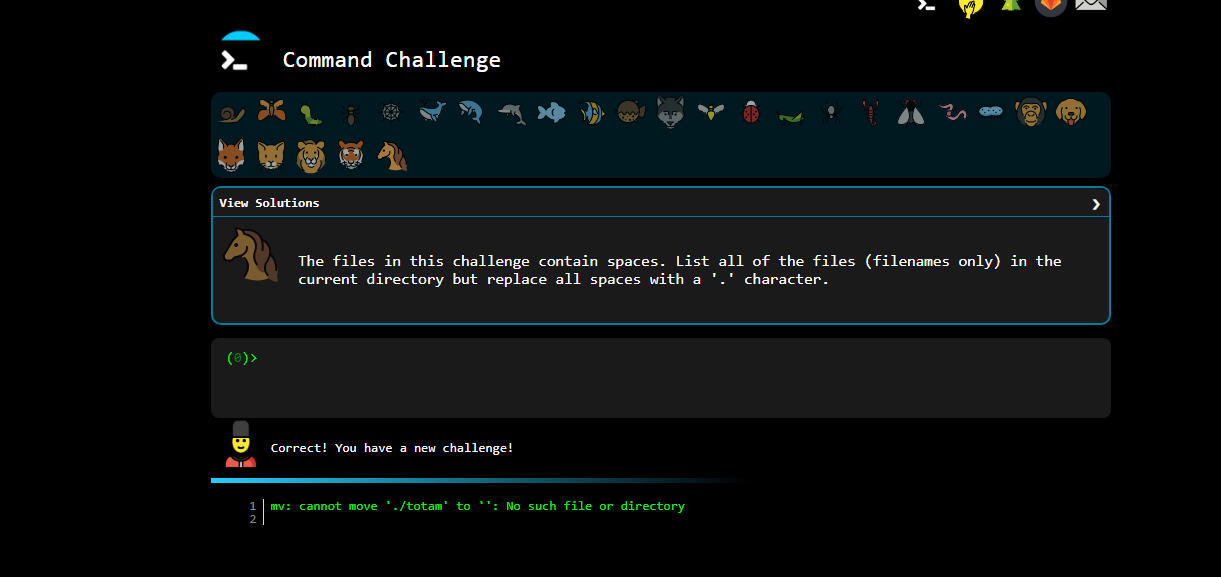 Command Challenge
View Solutions
The files in this challenge contain spaces. List all of the files (filenames only) in the
current directory but replace all spaces with a '.' character.
(0)>
Correct! You have a new challenge!
1 mv: cannot move './totam' to '': No such file or directory
2